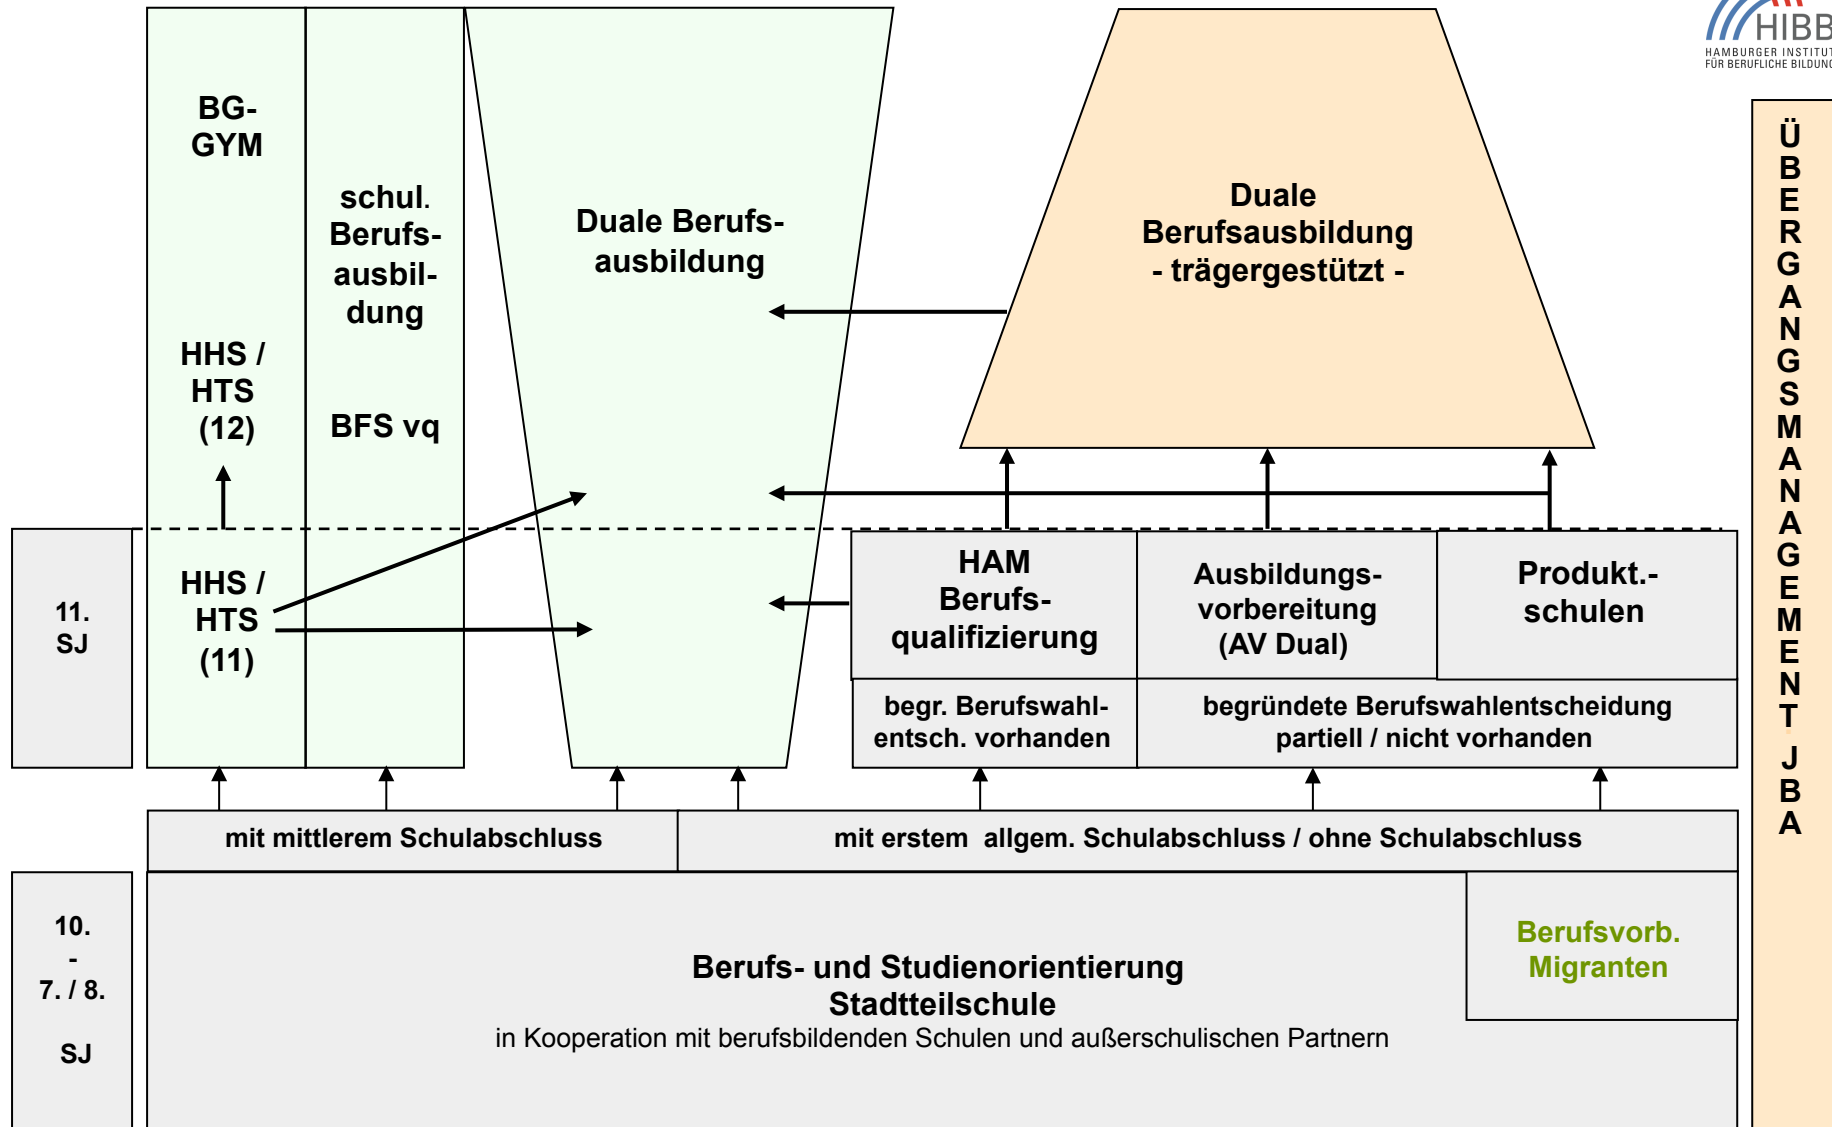 HIBB
HAMBURGER INSTITUT
FÜR BERUFLICHE BILDUNG
BG-
GYM
schul.
Berufs-
ausbil-
dung
Duale Berufs-
ausbildung
Duale
Berufsausbildung
- trägergestützt -
HHS /
HTS
(12)
BFS vq
11.
SJ
HHS /
HTS
(11)
HAM
Berufs-
qualifizierung
Ausbildungs-
vorbereitung
(AV Dual)
Produkt.-
schulen
begr. Berufswahl-
entsch. vorhanden
begründete Berufswahlentscheidung
partiell / nicht vorhanden
mit mittlerem Schulabschluss
mit erstem allgem. Schulabschluss / ohne Schulabschluss
10.
-
7. / 8.
SJ
Berufs- und Studienorientierung
Stadtteilschule
in Kooperation mit berufsbildenden Schulen und außerschulischen Partnern
Berufsvorb.
Migranten
ÜBERGANGSMANAGEMENT JBA